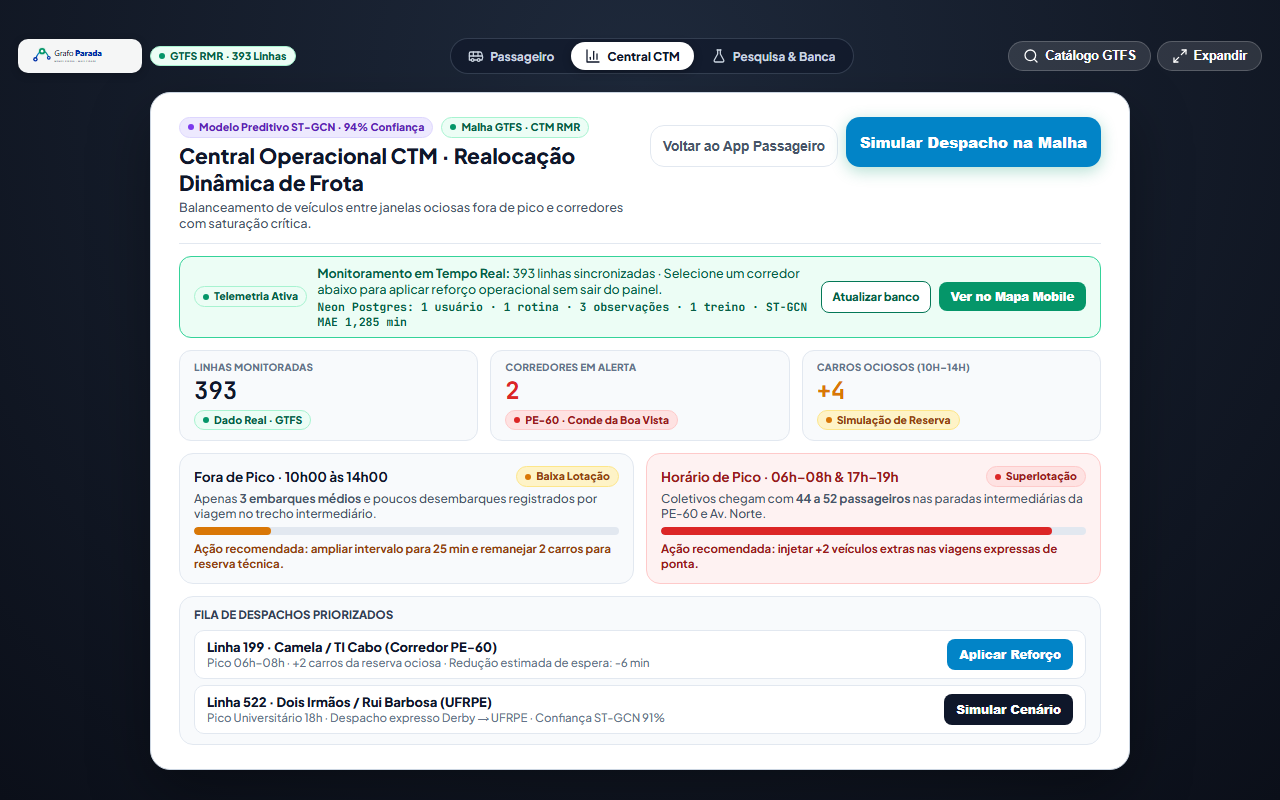 Grafo Parada
GTFS RMR · 393 Linhas
Passageiro
Central CTM
Pesquisa & Banca
Catálogo GTFS
Expandir
Modelo Preditivo ST-GCN · 94% Confiança
Malha GTFS · CTM RMR
Central Operacional CTM · Realocação
Dinâmica de Frota
Balanceamento de veículos entre janelas ociosas fora de pico e corredores
com saturação crítica.
Voltar ao App Passageiro
Simular Despacho na Malha
Telemetria Ativa
Monitoramento em Tempo Real: 393 linhas sincronizadas · Selecione um corredor
abaixo para aplicar reforço operacional sem sair do painel.
Neon Postgres: 1 usuário · 1 rotina · 3 observações · 1 treino · ST-GCN
MAE 1,285 min
Atualizar banco
Ver no Mapa Mobile
LINHAS MONITORADAS
393
Dado Real · GTFS
CORREDORES EM ALERTA
2
PE-60 · Conde da Boa Vista
CARROS OCIOSOS (10H–14H)
+4
Simulação de Reserva
Fora de Pico · 10h00 às 14h00
Baixa Lotação
Apenas 3 embarques médios e poucos desembarques registrados por
viagem no trecho intermediário.
Ação recomendada: ampliar intervalo para 25 min e remanejar 2 carros para
reserva técnica.
Horário de Pico · 06h–08h & 17h–19h
Superlotação
Coletivos chegam com 44 a 52 passageiros nas paradas intermediárias da
PE-60 e Av. Norte.
Ação recomendada: injetar +2 veículos extras nas viagens expressas de
ponta.
FILA DE DESPACHOS PRIORIZADOS
Linha 199 · Camela / TI Cabo (Corredor PE-60)
Pico 06h–08h · +2 carros da reserva ociosa · Redução estimada de espera: -6 min
Aplicar Reforço
Linha 522 · Dois Irmãos / Rui Barbosa (UFRPE)
Pico Universitário 18h · Despacho expresso Derby → UFRPE · Confiança ST-GCN 91%
Simular Cenário